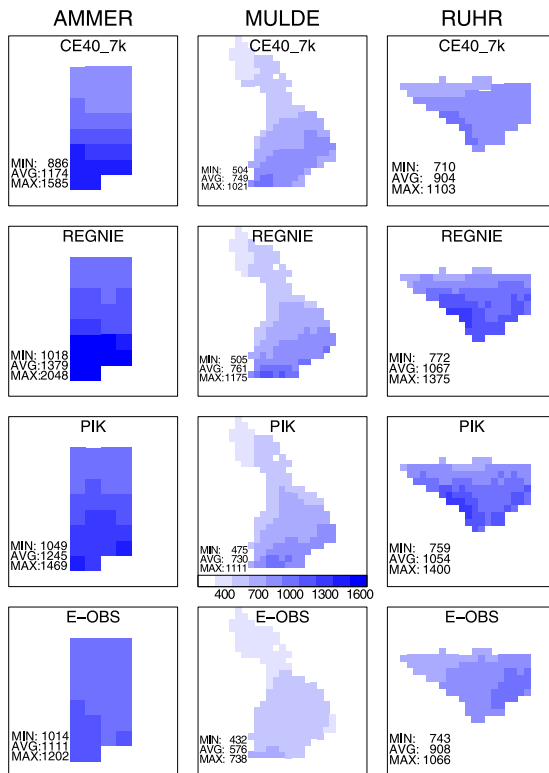 AMMER MULDE RUHR
CE40_7k CE40_7k CE40_7k
MIN: 886
AVG:1174
MAX:1585
MIN: 504
AVG: 749
MAX: 1021
MIN: 710
AVG: 904
MAX: 1103
REGNIE REGNIE REGNIE
MIN: 1018
AVG:1379
MAX:2048
MIN: 505
AVG: 761
MAX: 1175
MIN: 772
AVG: 1067
MAX: 1375
PIK PIK PIK
MIN: 1049
AVG:1245
MAX:1469
MIN: 475
AVG: 730
MAX: 1111
MIN: 759
AVG: 1054
MAX: 1400
400 700 1000 1300 1600
E-OBS E-OBS E-OBS
MIN: 1014
AVG:1111
MAX:1202
MIN: 432
AVG: 576
MAX: 738
MIN: 743
AVG: 908
MAX: 1066